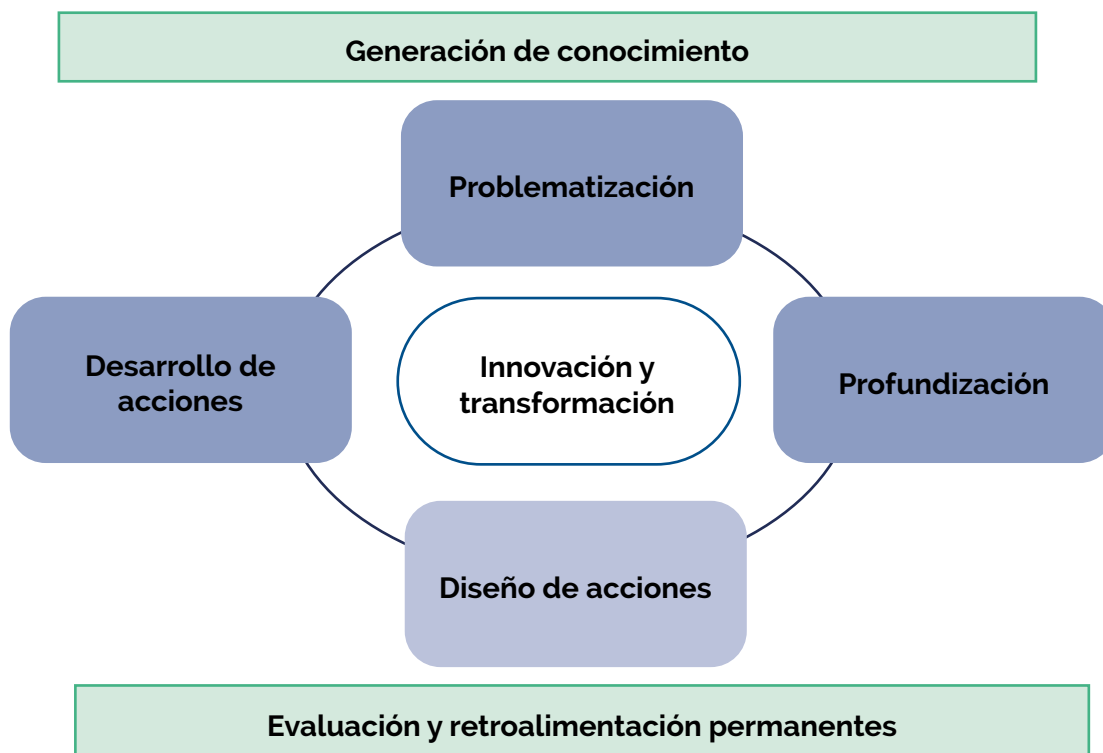 Generación de conocimiento
Problematización
Desarrollo de
acciones
Innovación y
transformación
Profundización
Diseño de acciones
Evaluación y retroalimentación permanentes